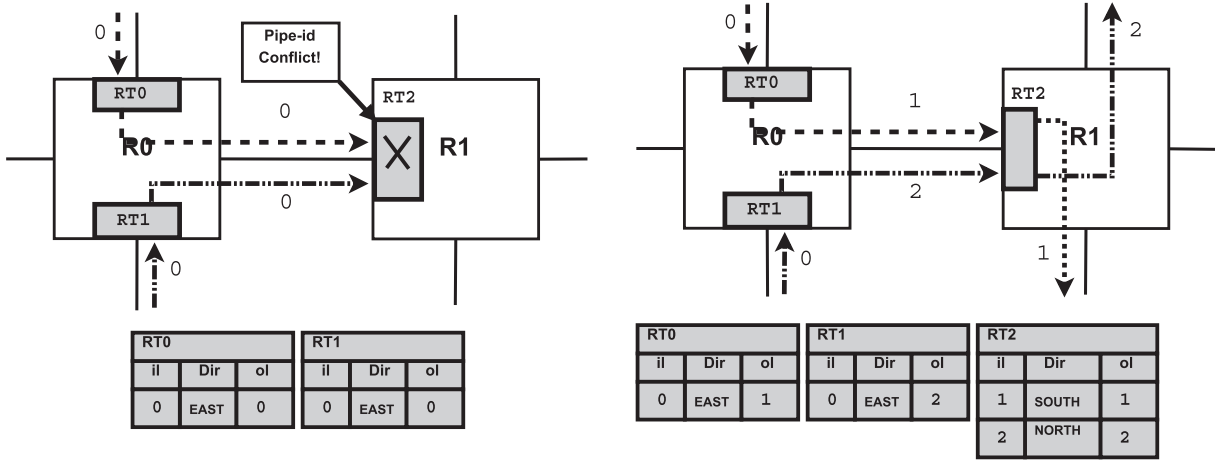 0
RT0
Pipe-id
Conflict!
RT2
0
R0
R1
0
RT1
0
RT0
il Dir ol
0 EAST 0
RT1
il Dir ol
0 EAST 0
0
2
RT0
RT2
1
R0
R1
2
RT1
0
1
RT0
il Dir ol
0 EAST 1
RT1
il Dir ol
0 EAST 2
RT2
il Dir ol
1 SOUTH 1
2 NORTH 2